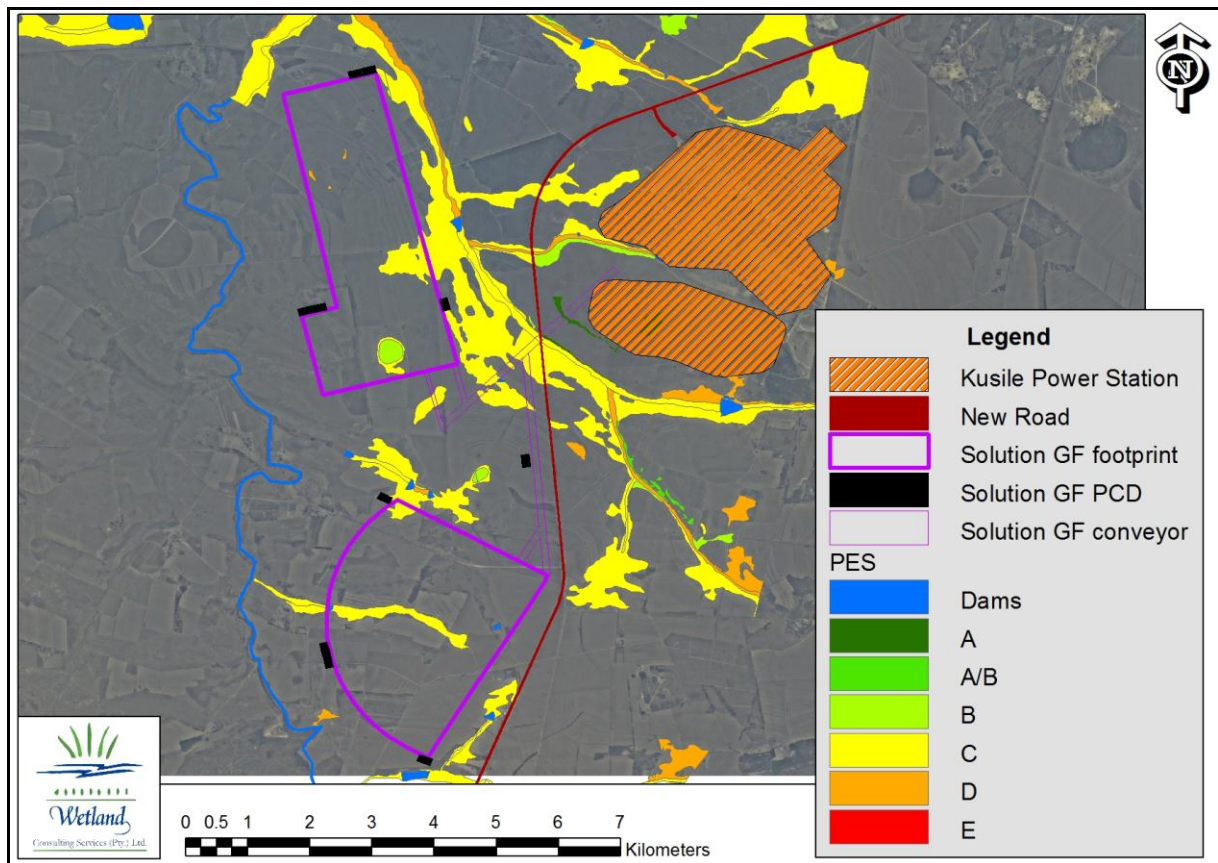 N
Legend
Kusile Power Station
New Road
Solution GF footprint
Solution GF PCD
Solution GF conveyor
PES
Dams
A
A/B
B
C
D
E
Wetland
Consulting Services (Pty.) Ltd.
0 0.5 1 2 3 4 5 6 7
Kilometers